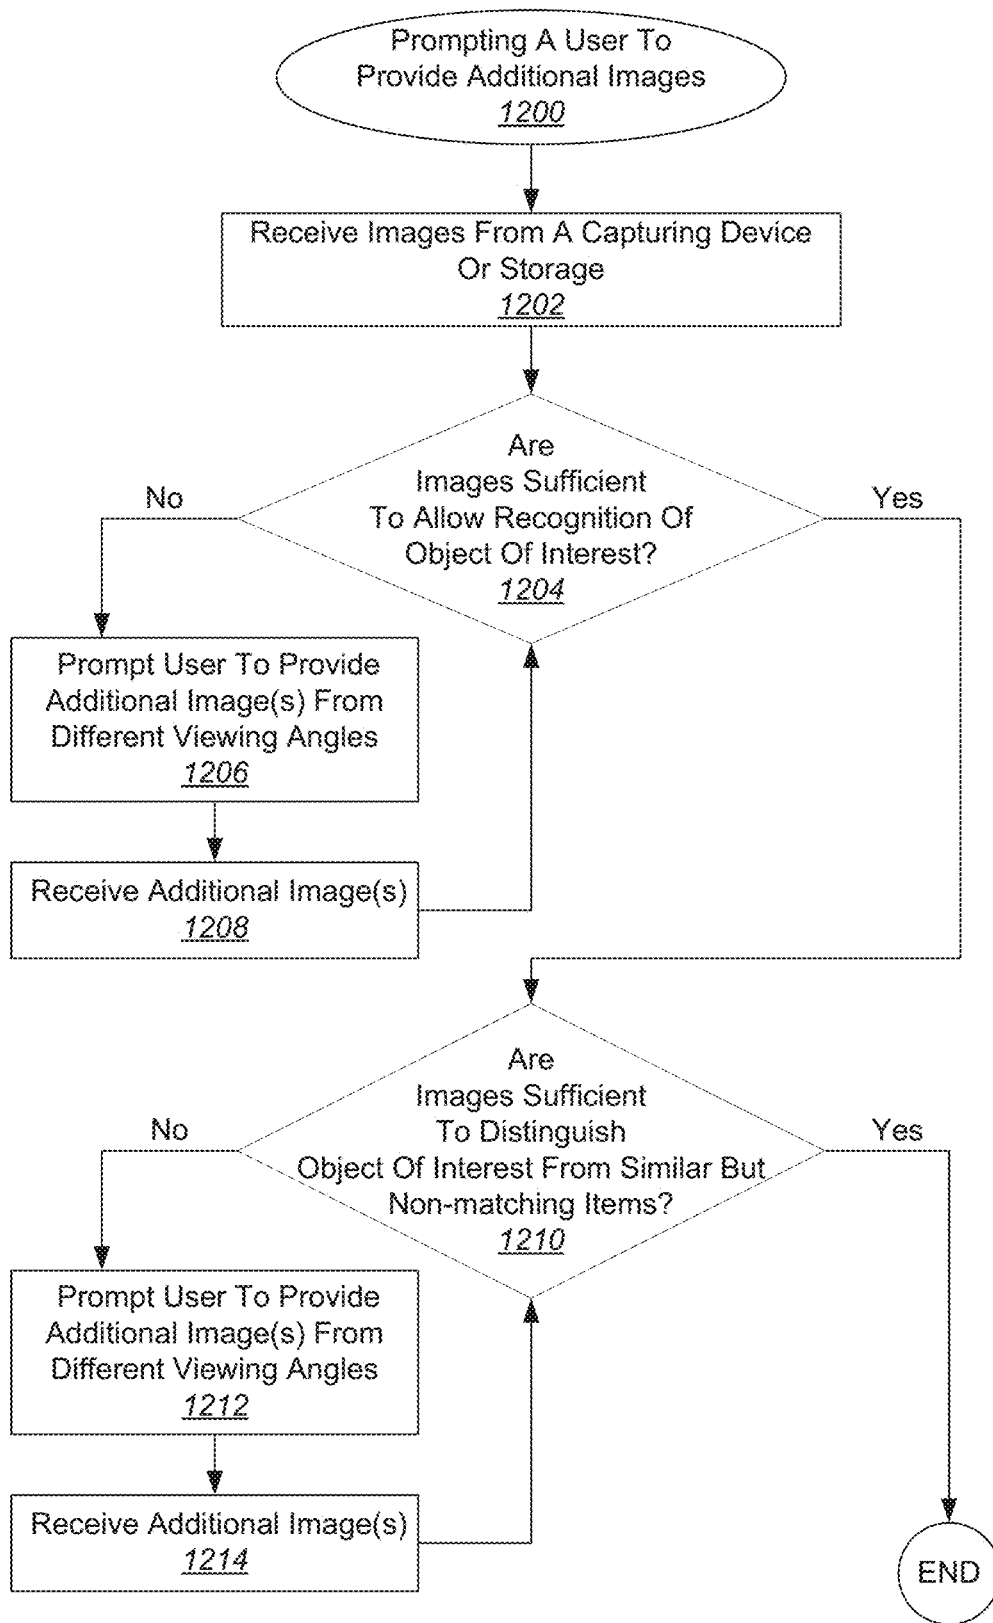 Prompting A User To
Provide Additional Images
1200
Receive Images From A Capturing Device
Or Storage
1202
Are
Images Sufficient
To Allow Recognition Of
Object Of Interest?
1204
No
Yes
Prompt User To Provide
Additional Image(s) From
Different Viewing Angles
1206
Receive Additional Image(s)
1208
Are
Images Sufficient
To Distinguish
Object Of Interest From Similar But
Non-matching Items?
1210
No
Yes
Prompt User To Provide
Additional Image(s) From
Different Viewing Angles
1212
Receive Additional Image(s)
1214
END